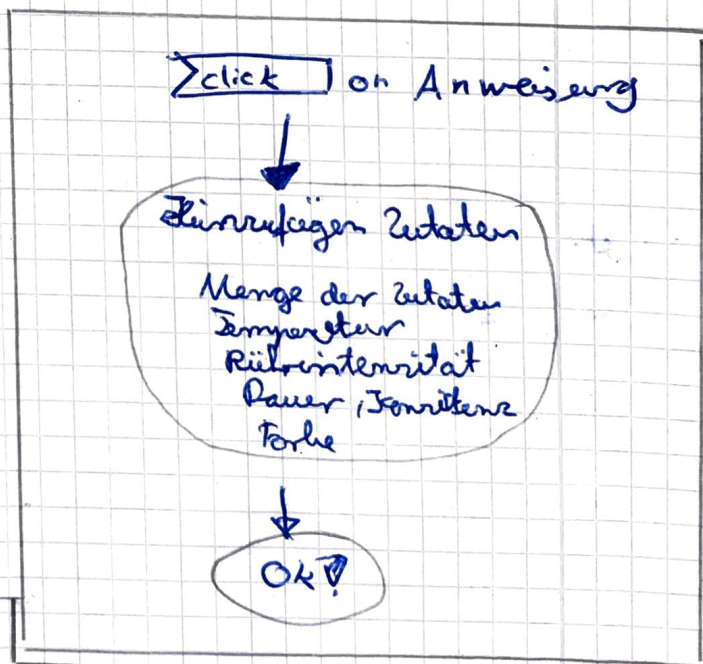 click on Anweisung
Hinzufügen Zutaten
Menge der Zutaten
Temperatur
Rührintensität
Dauer, Konsistenz
Farbe
Ok!